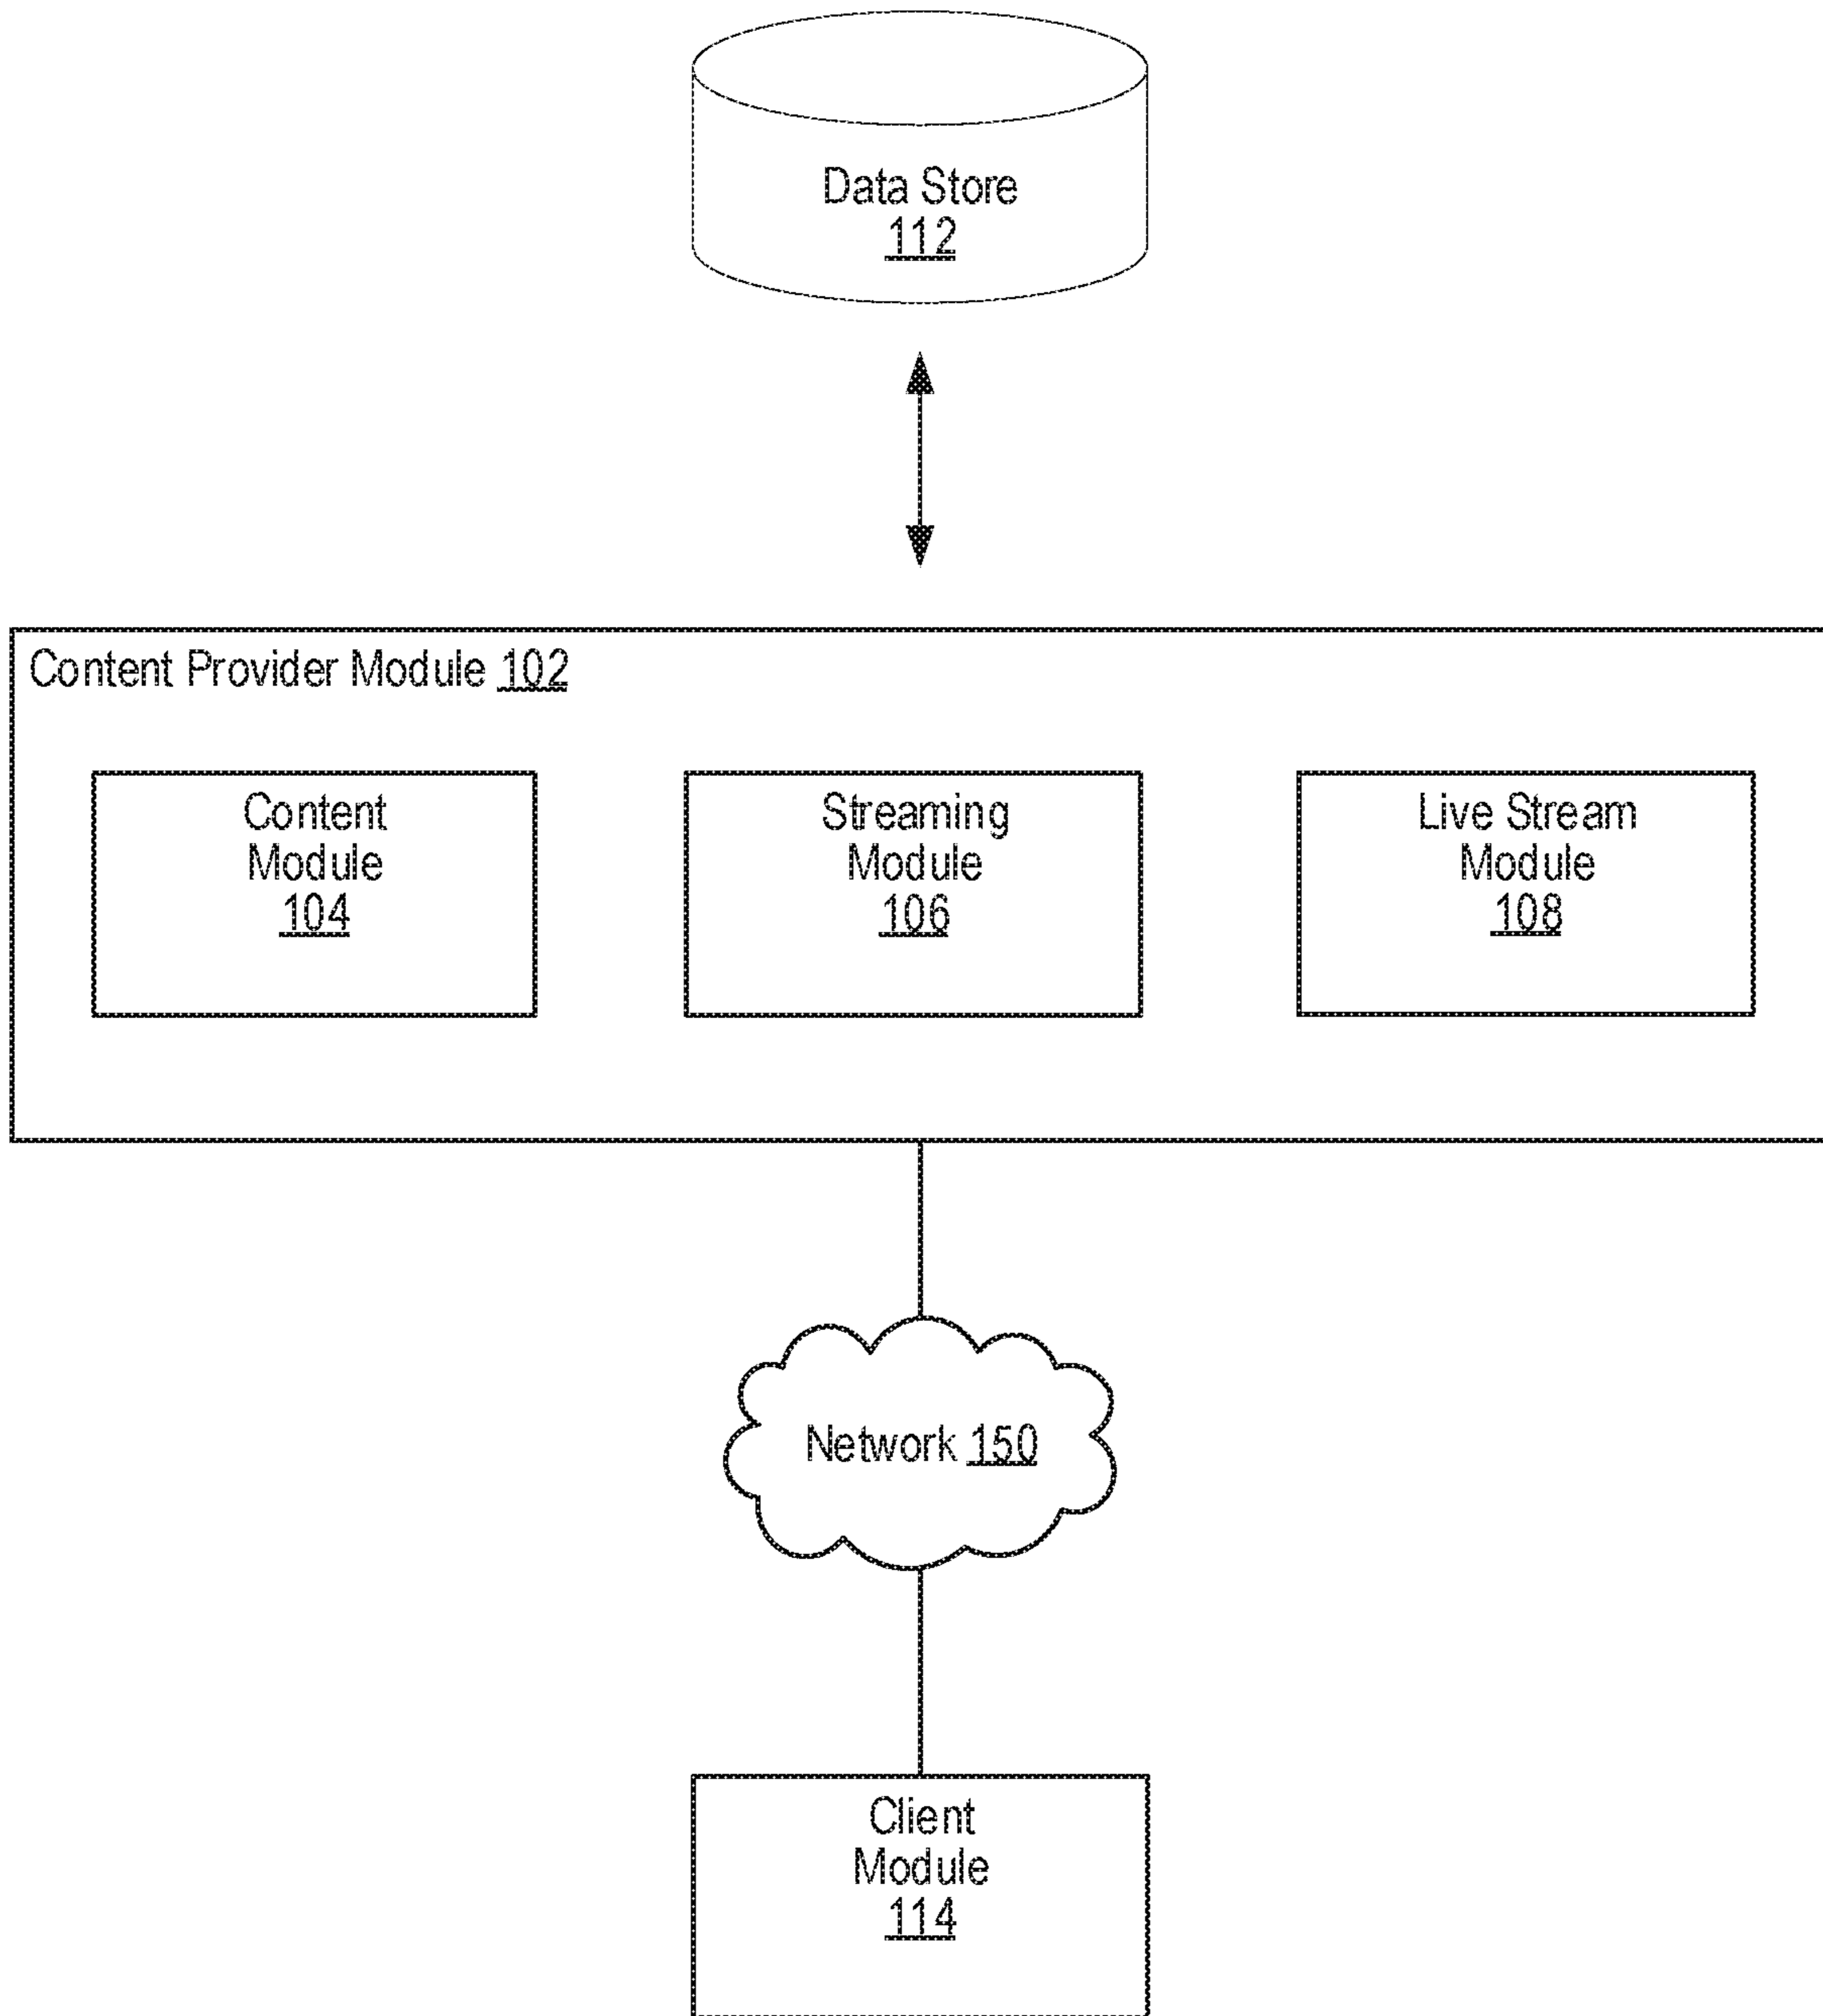 Data Store
112
Content Provider Module 102
Content
Module
104
Streaming
Module
106
Live Stream
Module
108
Network 150
Client
Module
114